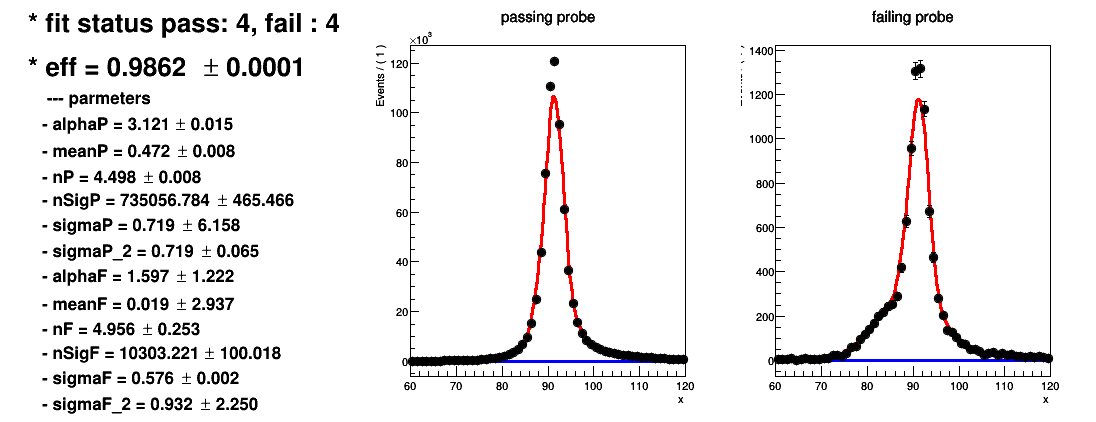 * fit status pass: 4, fail : 4
* eff = 0.9862 ± 0.0001
--- parmeters
- alphaP = 3.121 ± 0.015
- meanP = 0.472 ± 0.008
- nP = 4.498 ± 0.008
- nSigP = 735056.784 ± 465.466
- sigmaP = 0.719 ± 6.158
- sigmaP_2 = 0.719 ± 0.065
- alphaF = 1.597 ± 1.222
- meanF = 0.019 ± 2.937
- nF = 4.956 ± 0.253
- nSigF = 10303.221 ± 100.018
- sigmaF = 0.576 ± 0.002
- sigmaF_2 = 0.932 ± 2.250
passing probe
×10³
Events / ( 1 )
120
100
80
60
40
20
0
60 70 80 90 100 110 120
x
failing probe
1400
1200
1000
800
600
400
200
0
60 70 80 90 100 110 120
x